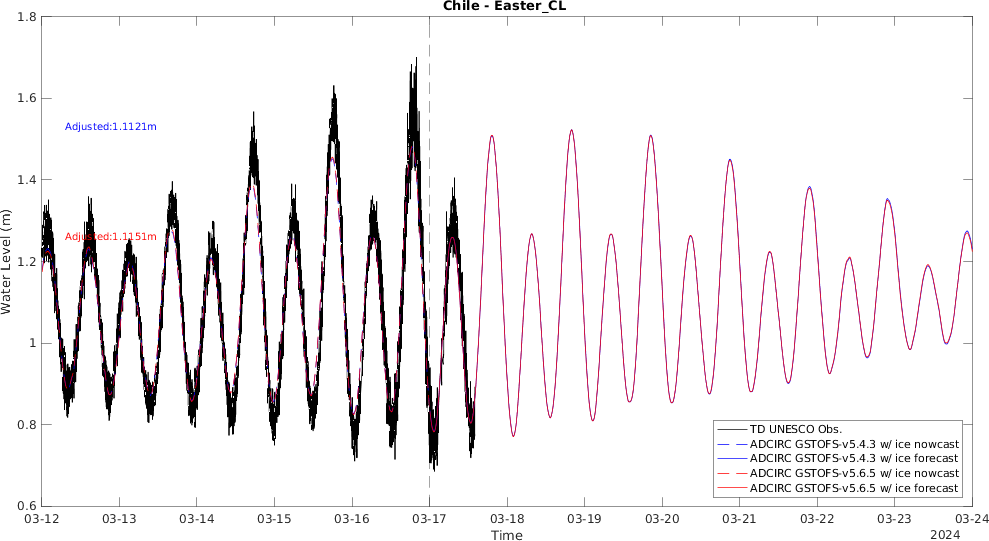 Chile - Easter_CL
1.8
1.6
1.4
1.2
1
0.8
0.6
Water Level (m)
Adjusted:1.1121m
Adjusted:1.1151m
TD UNESCO Obs.
ADCIRC GSTOFS-v5.4.3 w/ ice nowcast
ADCIRC GSTOFS-v5.4.3 w/ ice forecast
ADCIRC GSTOFS-v5.6.5 w/ ice nowcast
ADCIRC GSTOFS-v5.6.5 w/ ice forecast
03-12 03-13 03-14 03-15 03-16 03-17 03-18 03-19 03-20 03-21 03-22 03-23 03-24
Time
2024